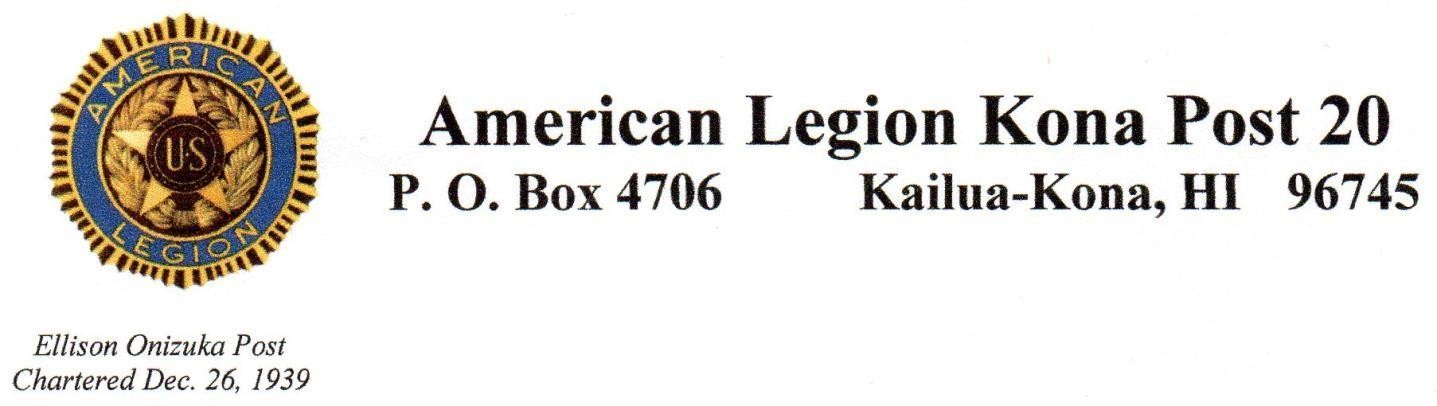 AMERICAN
LEGION
U.S
American Legion Kona Post 20
P. O. Box 4706 Kailua-Kona, HI 96745
Ellison Onizuka Post
Chartered Dec. 26, 1939